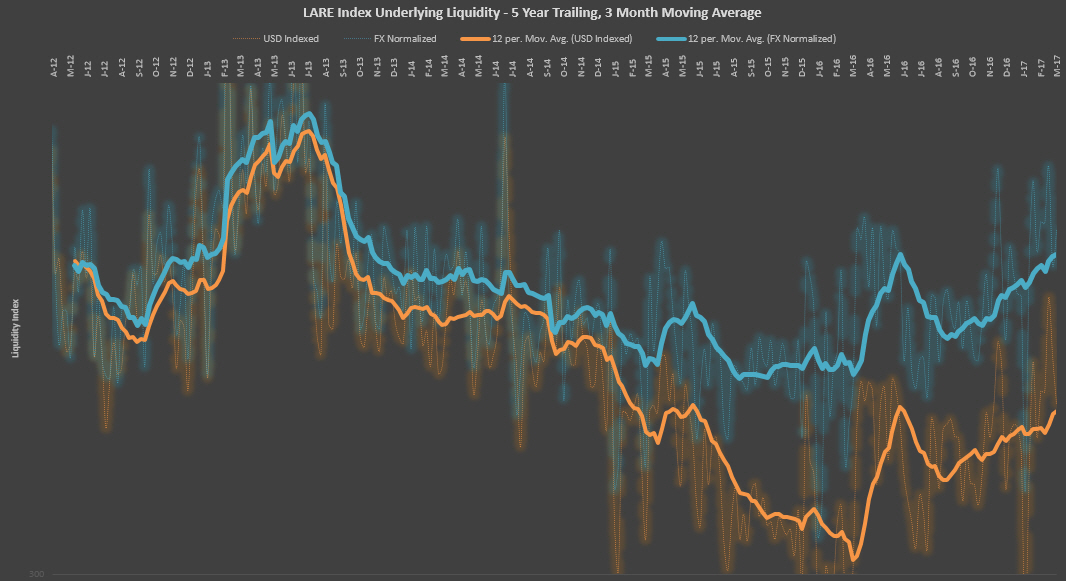 LARE Index Underlying Liquidity - 5 Year Trailing, 3 Month Moving Average
USD Indexed FX Normalized 12 per. Mov. Avg. (USD Indexed) 12 per. Mov. Avg. (FX Normalized)
A-12 M-12 J-12 J-12 A-12 S-12 O-12 N-12 D-12 J-13 F-13 M-13 A-13 M-13 J-13 J-13 A-13 S-13 O-13 N-13 D-13 J-14 F-14 M-14 A-14 M-14 J-14 J-14 A-14 S-14 O-14 N-14 D-14 J-15 F-15 M-15 A-15 M-15 J-15 J-15 A-15 S-15 O-15 N-15 D-15 J-16 F-16 M-16 A-16 M-16 J-16 J-16 A-16 S-16 O-16 N-16 D-16 J-17 F-17 M-17
Liquidity Index
300